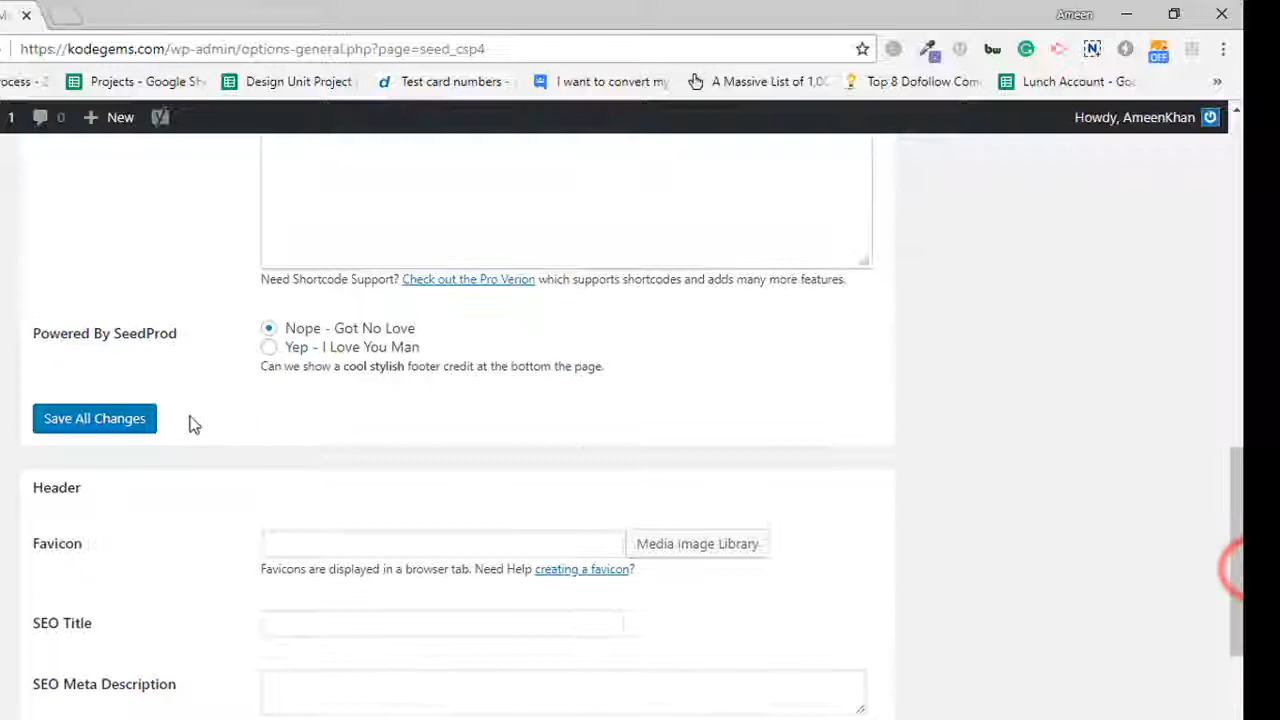 Ameen
https://kodegems.com/wp-admin/options-general.php?page=seed_csp4
OFF
Projects - Google Sh
Design Unit Project
Test card numbers -
I want to convert my
A Massive List of 1,00
Top 8 Dofollow Com
Lunch Account - Goo
»
1 0 + New Howdy, AmeenKhan
Need Shortcode Support? Check out the Pro Verion which supports shortcodes and adds many more features.
Powered By SeedProd
Nope - Got No Love
Yep - I Love You Man
Can we show a cool stylish footer credit at the bottom the page.
Save All Changes
Header
Favicon
Media Image Library
Favicons are displayed in a browser tab. Need Help creating a favicon?
SEO Title
SEO Meta Description